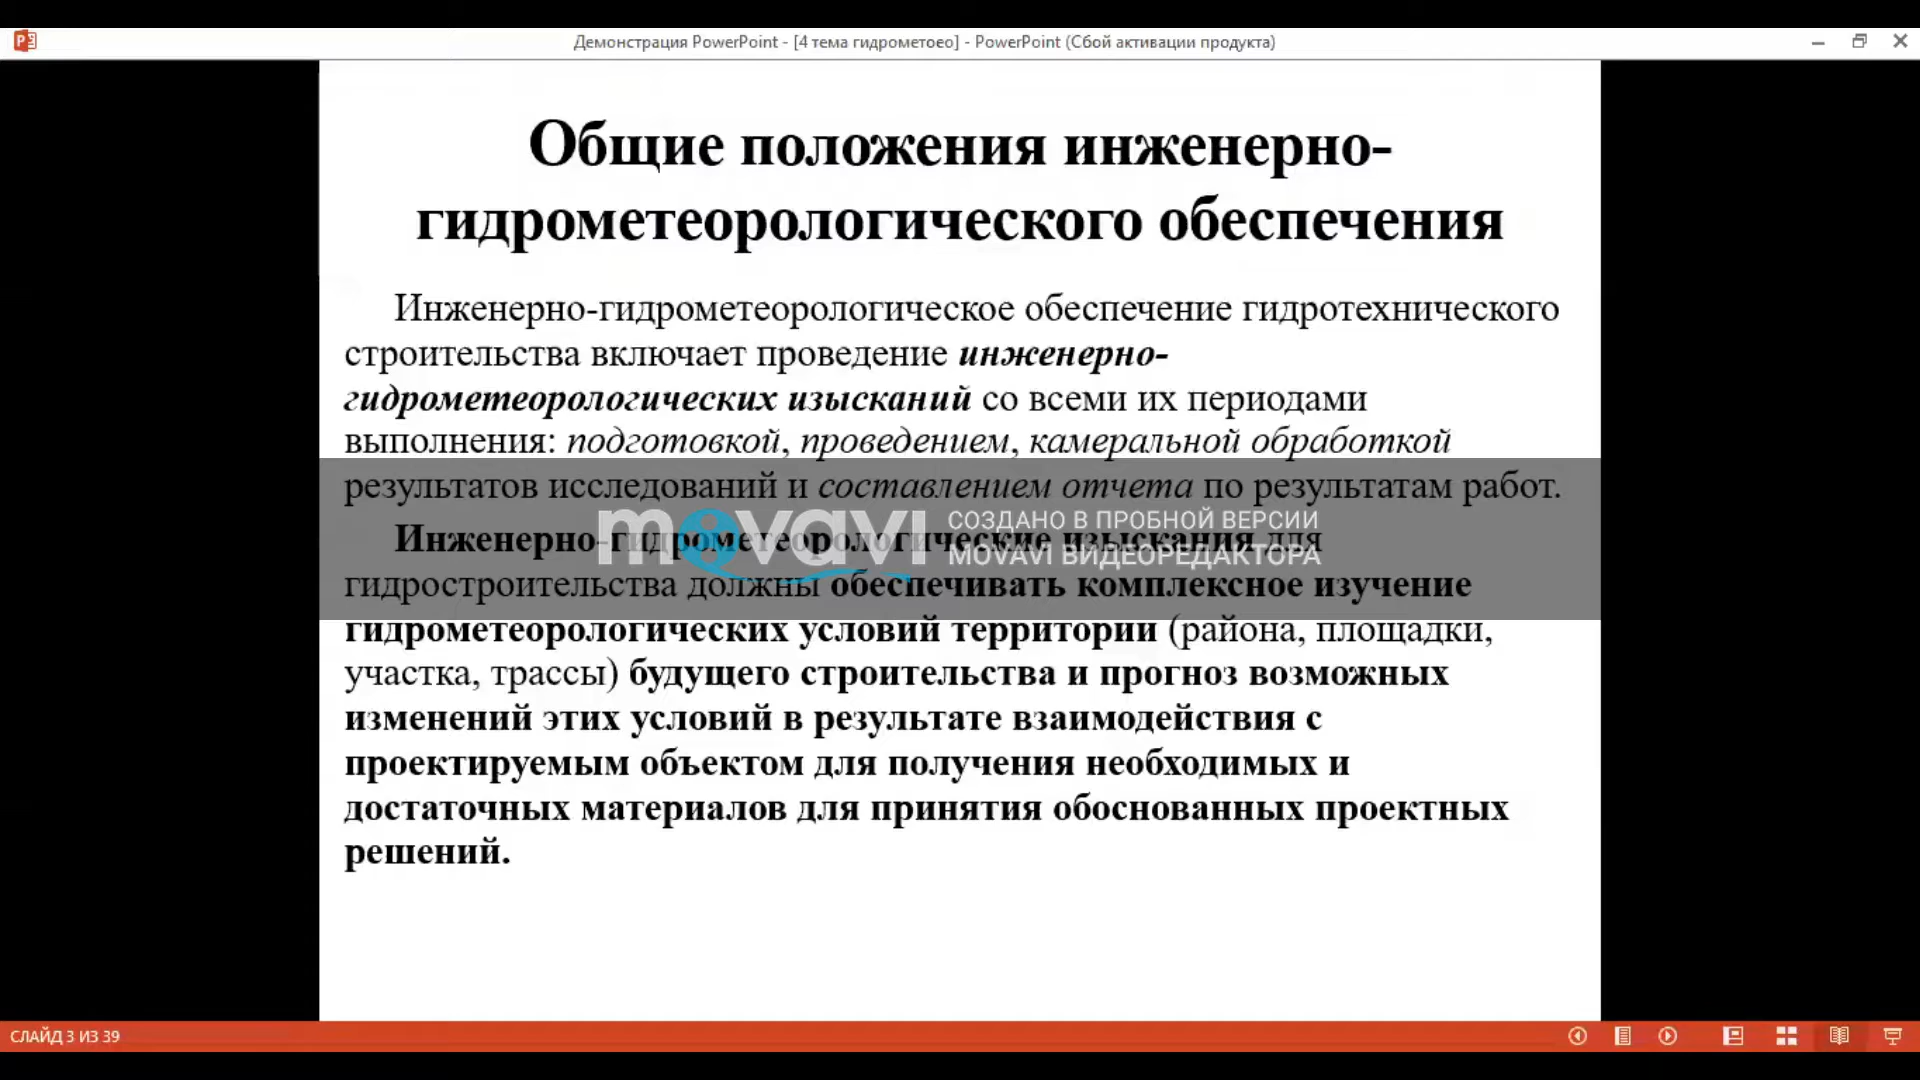 Демонстрация PowerPoint - [4 тема гидрометоео] - PowerPoint (Сбой активации продукта)
Общие положения инженерно-
гидрометеорологического обеспечения
Инженерно-гидрометеорологическое обеспечение гидротехнического
строительства включает проведение инженерно-
гидрометеорологических изысканий со всеми их периодами
выполнения: подготовкой, проведением, камеральной обработкой
результатов исследований и составлением отчета по результатам работ.
Инженерно-гидрометеорологические изыскания для
гидростроительства должны обеспечивать комплексное изучение
гидрометеорологических условий территории (района, площадки,
участка, трассы) будущего строительства и прогноз возможных
изменений этих условий в результате взаимодействия с
проектируемым объектом для получения необходимых и
достаточных материалов для принятия обоснованных проектных
решений.
movavi
СОЗДАНО В ПРОБНОЙ ВЕРСИИ
MOVAVI ВИДЕОРЕДАКТОРА
СЛАЙД 3 ИЗ 39